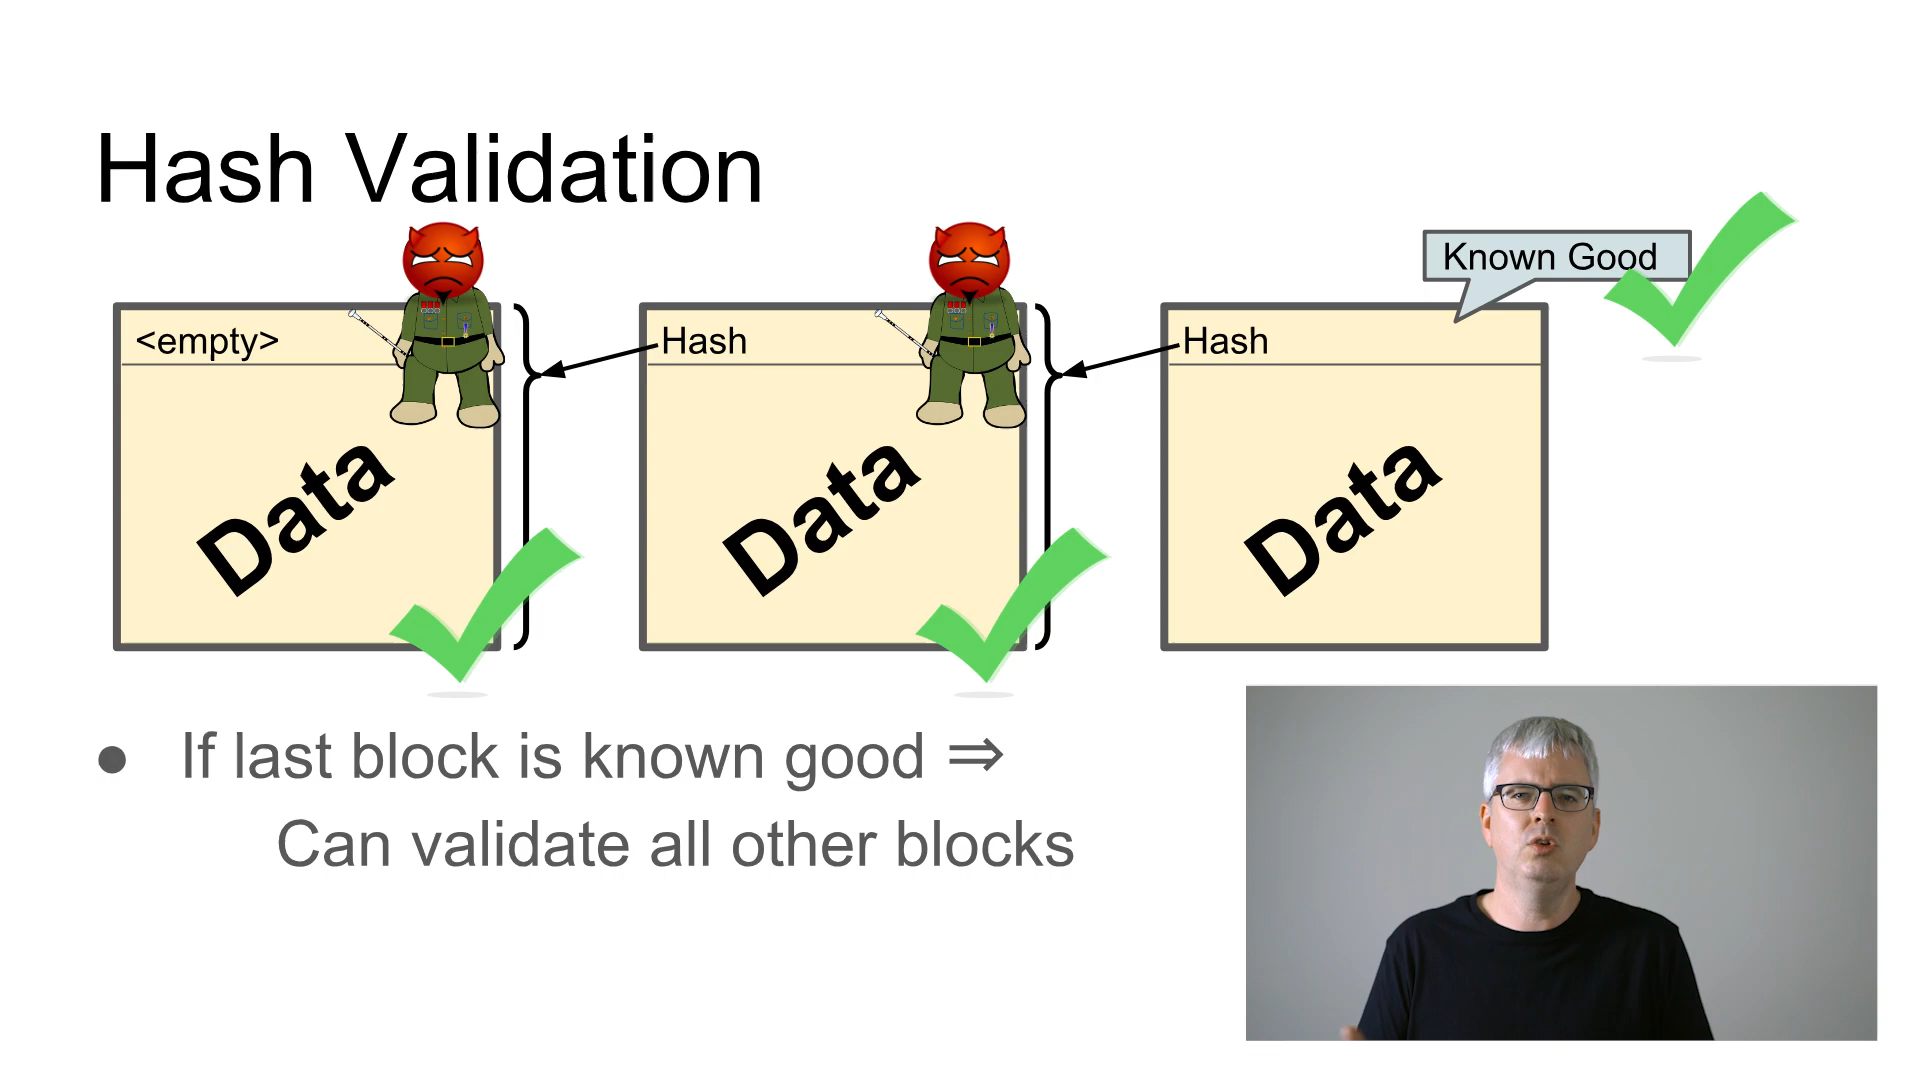 Hash Validation
Known Good
<empty>
Hash
Hash
Data
Data
Data
● If last block is known good ⇒
Can validate all other blocks